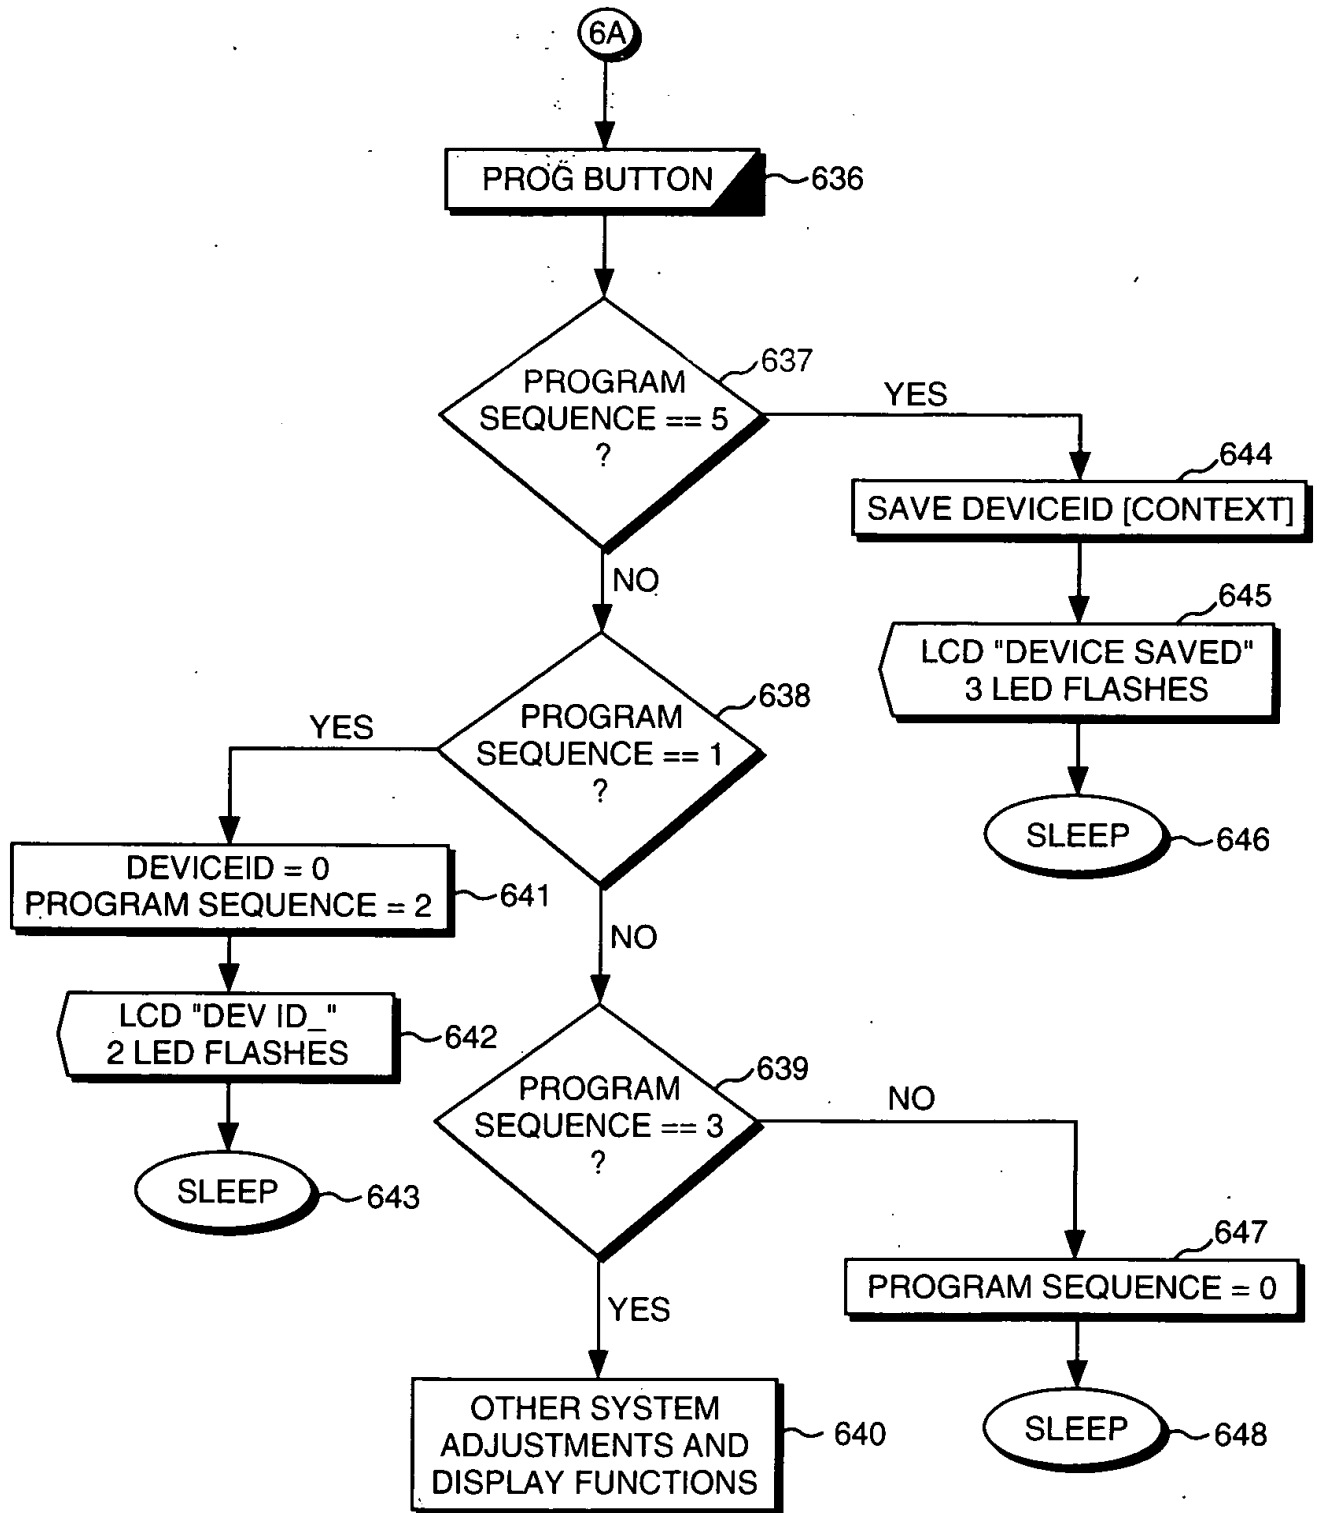 6A
PROG BUTTON
636
PROGRAM
SEQUENCE == 5
?
637
YES
644
SAVE DEVICEID [CONTEXT]
NO
645
LCD "DEVICE SAVED"
3 LED FLASHES
PROGRAM
SEQUENCE == 1
?
638
YES
SLEEP
646
DEVICEID = 0
PROGRAM SEQUENCE = 2
641
NO
LCD "DEV ID_"
2 LED FLASHES
642
PROGRAM
SEQUENCE == 3
?
639
NO
SLEEP
643
647
PROGRAM SEQUENCE = 0
YES
OTHER SYSTEM
ADJUSTMENTS AND
DISPLAY FUNCTIONS
640
SLEEP
648